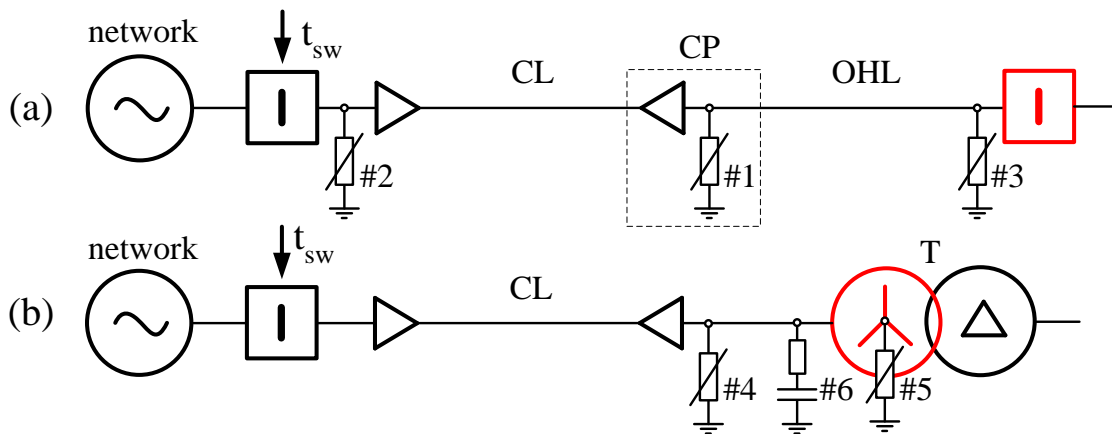 network
t_sw
CL
CP
OHL
(a)
#2
#1
#3
network
t_sw
CL
T
(b)
#4
#6
#5